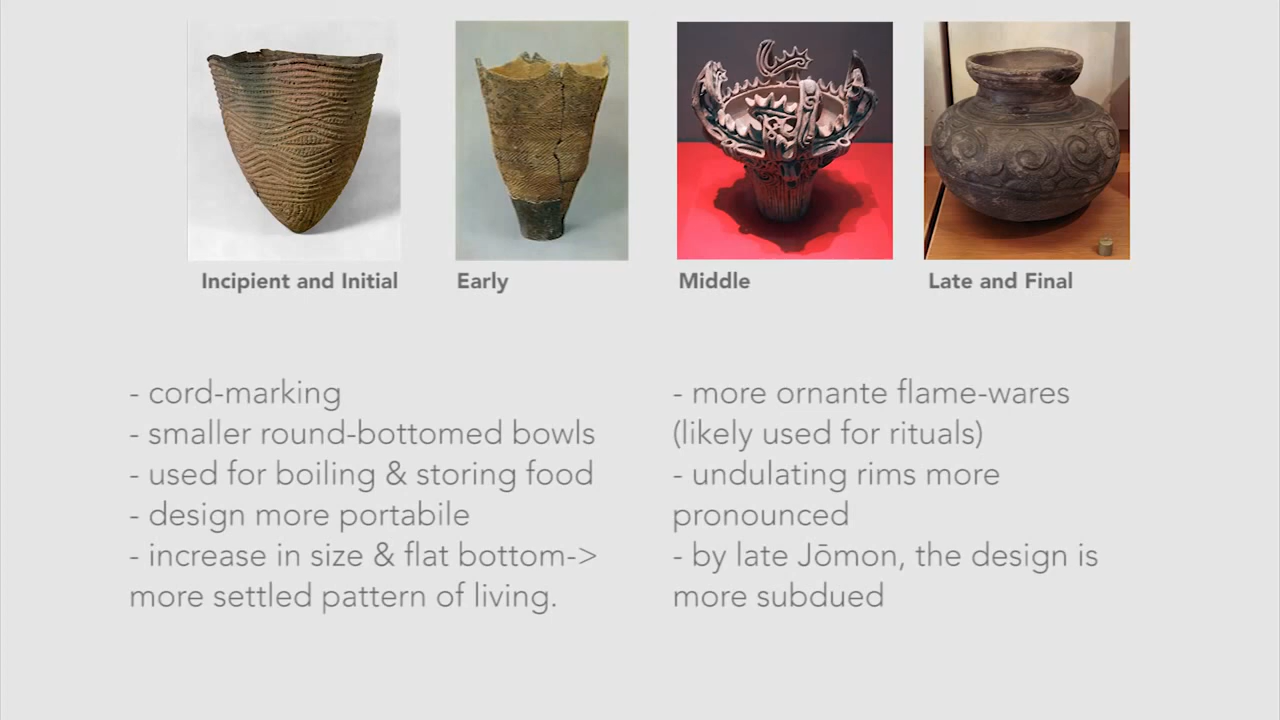 Incipient and Initial
Early
Middle
Late and Final
- cord-marking
- smaller round-bottomed bowls
- used for boiling & storing food
- design more portabile
- increase in size & flat bottom->
more settled pattern of living.
- more ornante flame-wares
(likely used for rituals)
- undulating rims more
pronounced
- by late Jōmon, the design is
more subdued